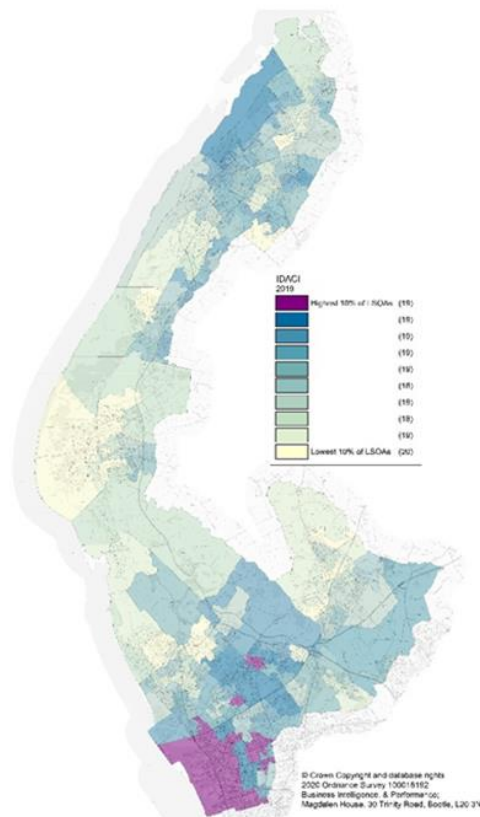 IDACI
2019
Highest 10% of LSOAs (19)
(19)
(19)
(19)
(19)
(18)
(19)
(19)
(19)
Lowest 10% of LSOAs (20)
© Crown Copyright and database rights
2020 Ordnance Survey 100018192
Business Intelligence, & Performance;
Magdalen House, 30 Trinity Road, Bootle, L20